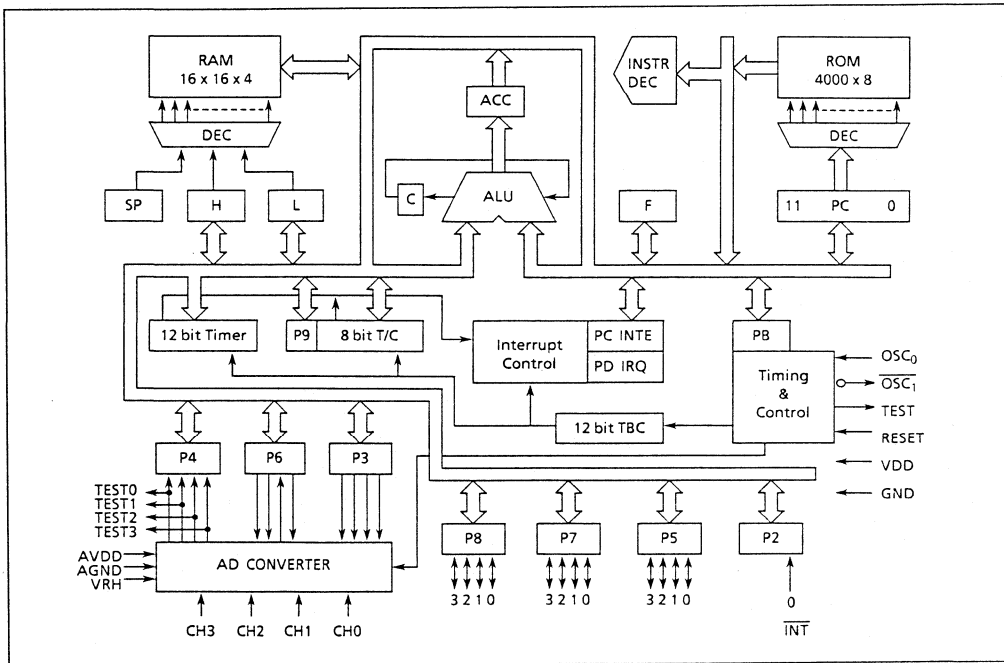 RAM
16 x 16 x 4
DEC
SP
H
L
ACC
C
ALU
INSTR
DEC
F
ROM
4000 x 8
DEC
11 PC 0
12 bit Timer
P9
8 bit T/C
Interrupt
Control
PC INTE
PD IRQ
PB
Timing
&
Control
OSC0
OSC1
TEST
RESET
VDD
GND
12 bit TBC
P4
P6
P3
TEST0
TEST1
TEST2
TEST3
AVDD
AGND
VRH
AD CONVERTER
CH3
CH2
CH1
CH0
P8
P7
P5
P2
3 2 1 0
3 2 1 0
3 2 1 0
0
INT